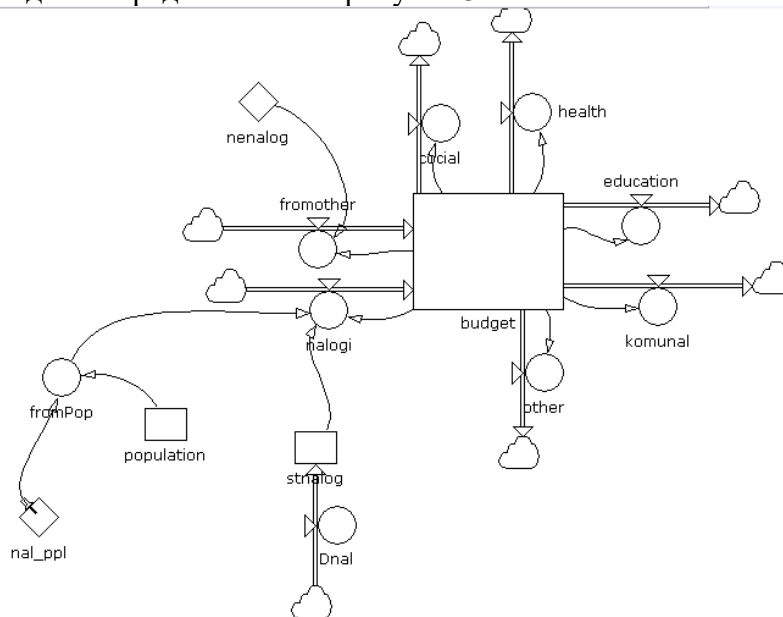 health
nenalog
education
fromother
budget
nalogi
komunal
fromPop
other
population
stnalog
nal_ppl
Dnal